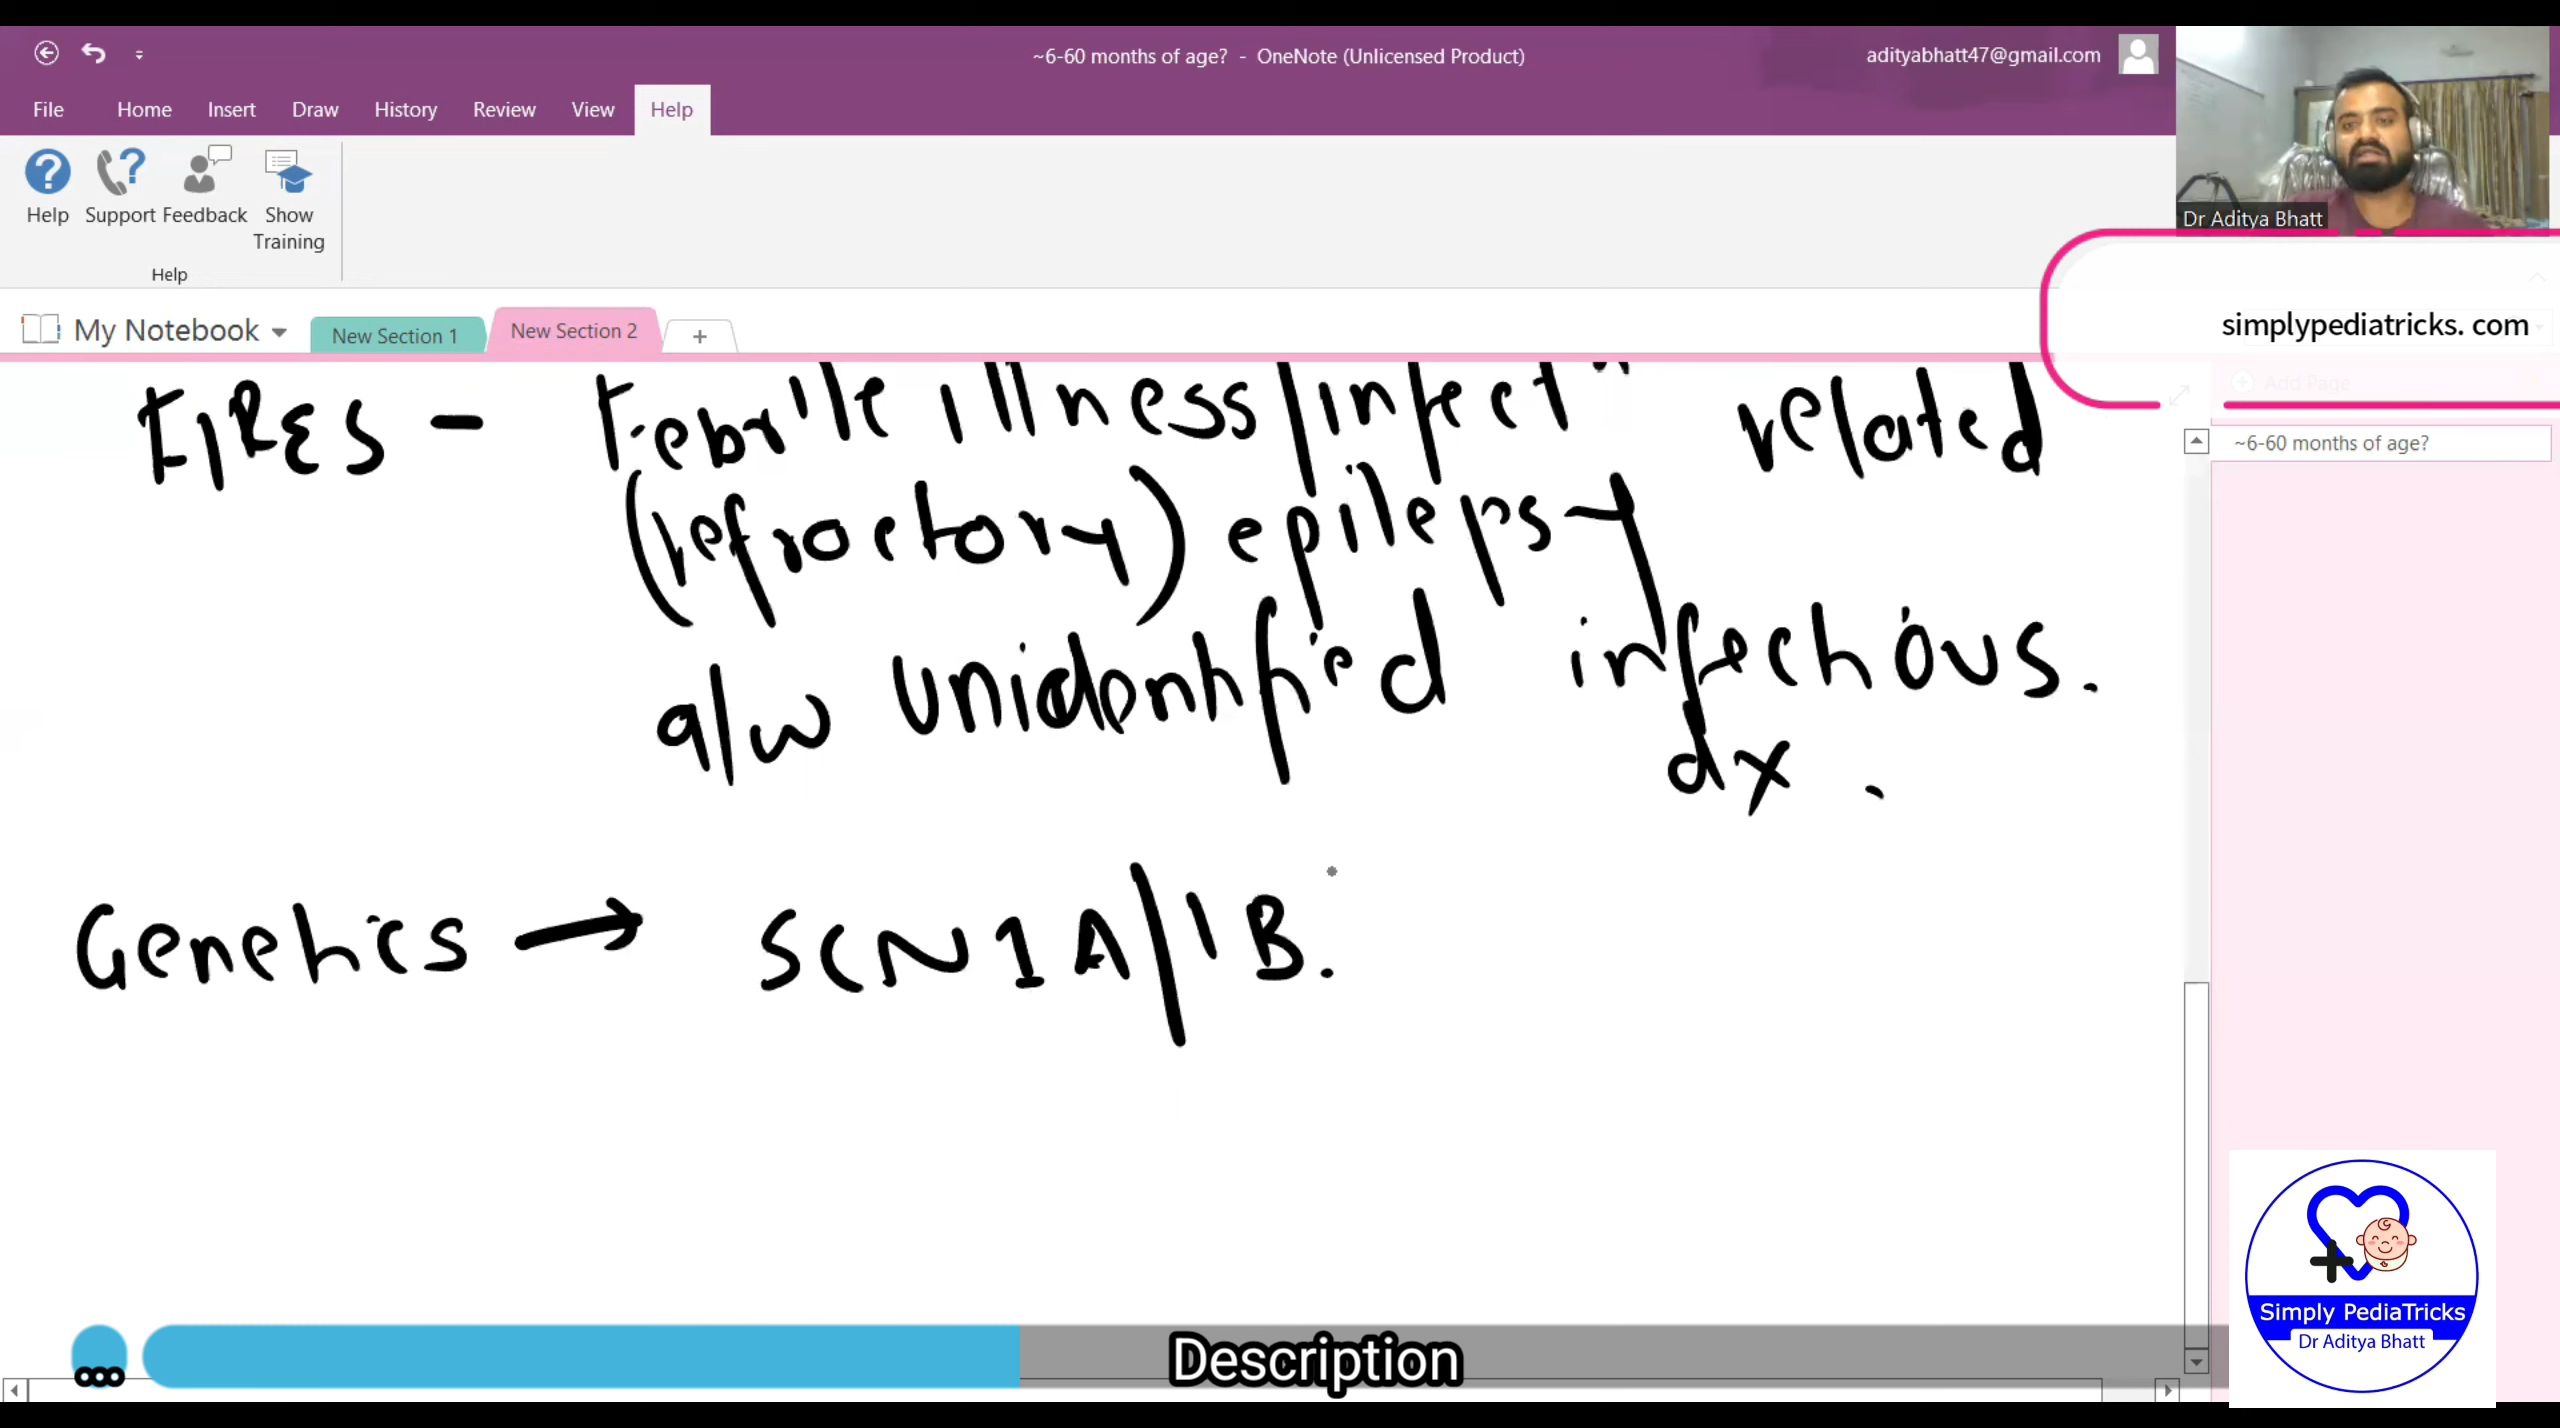 ~6-60 months of age? - OneNote (Unlicensed Product)
adityabhatt47@gmail.com
File Home Insert Draw History Review View Help
Help Support Feedback Show Training
Help
Dr Aditya Bhatt
simplypediatricks. com
My Notebook New Section 1 New Section 2 +
Add Page
~6-60 months of age?
FIRES - Febrile illness/infectn related
(refractory) epilepsy
a/w unidentified infectious.
dx.
Genetics → SCN1A/1B.
Simply PediaTricks
Dr Aditya Bhatt
Description